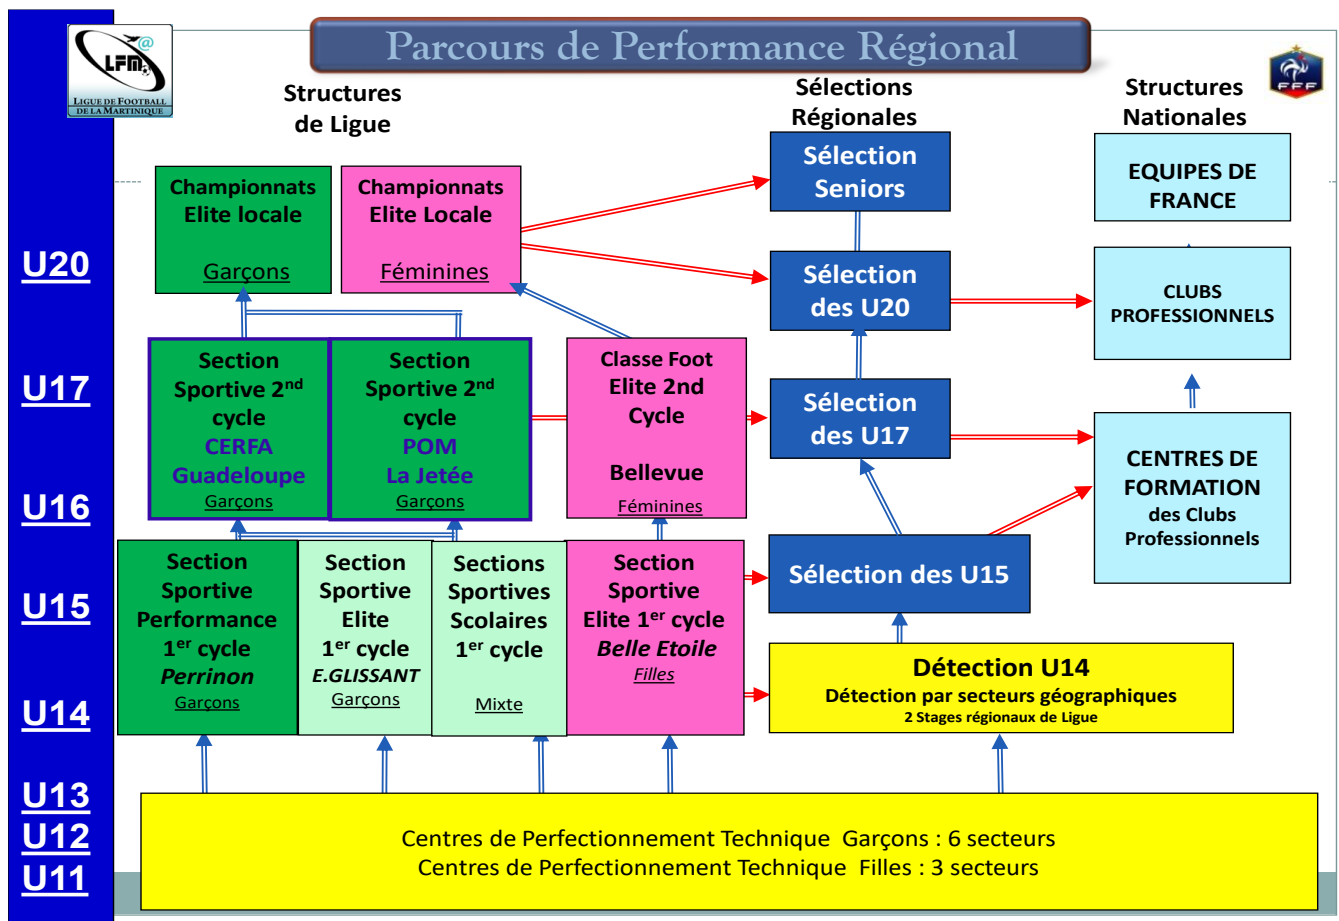 Parcours de Performance Régional
LFM
@
LIGUE DE FOOTBALL
DE LA MARTINIQUE
FFF
Structures
de Ligue
Sélections
Régionales
Structures
Nationales
U20
U17
U16
U15
U14
U13
U12
U11
Championnats
Elite locale
Garçons
Championnats
Elite Locale
Féminines
Sélection
Seniors
EQUIPES DE
FRANCE
Sélection
des U20
CLUBS
PROFESSIONNELS
Section
Sportive 2nd
cycle
CERFA
Guadeloupe
Garçons
Section
Sportive 2nd
cycle
POM
La Jetée
Garçons
Classe Foot
Elite 2nd
Cycle
Bellevue
Féminines
Sélection
des U17
CENTRES DE
FORMATION
des Clubs
Professionnels
Section
Sportive
Performance
1er cycle
Perrinon
Garçons
Section
Sportive
Elite
1er cycle
E.GLISSANT
Garçons
Sections
Sportives
Scolaires
1er cycle
Mixte
Section
Sportive
Elite 1er cycle
Belle Etoile
Filles
Sélection des U15
Détection U14
Détection par secteurs géographiques
2 Stages régionaux de Ligue
Centres de Perfectionnement Technique Garçons : 6 secteurs
Centres de Perfectionnement Technique Filles : 3 secteurs